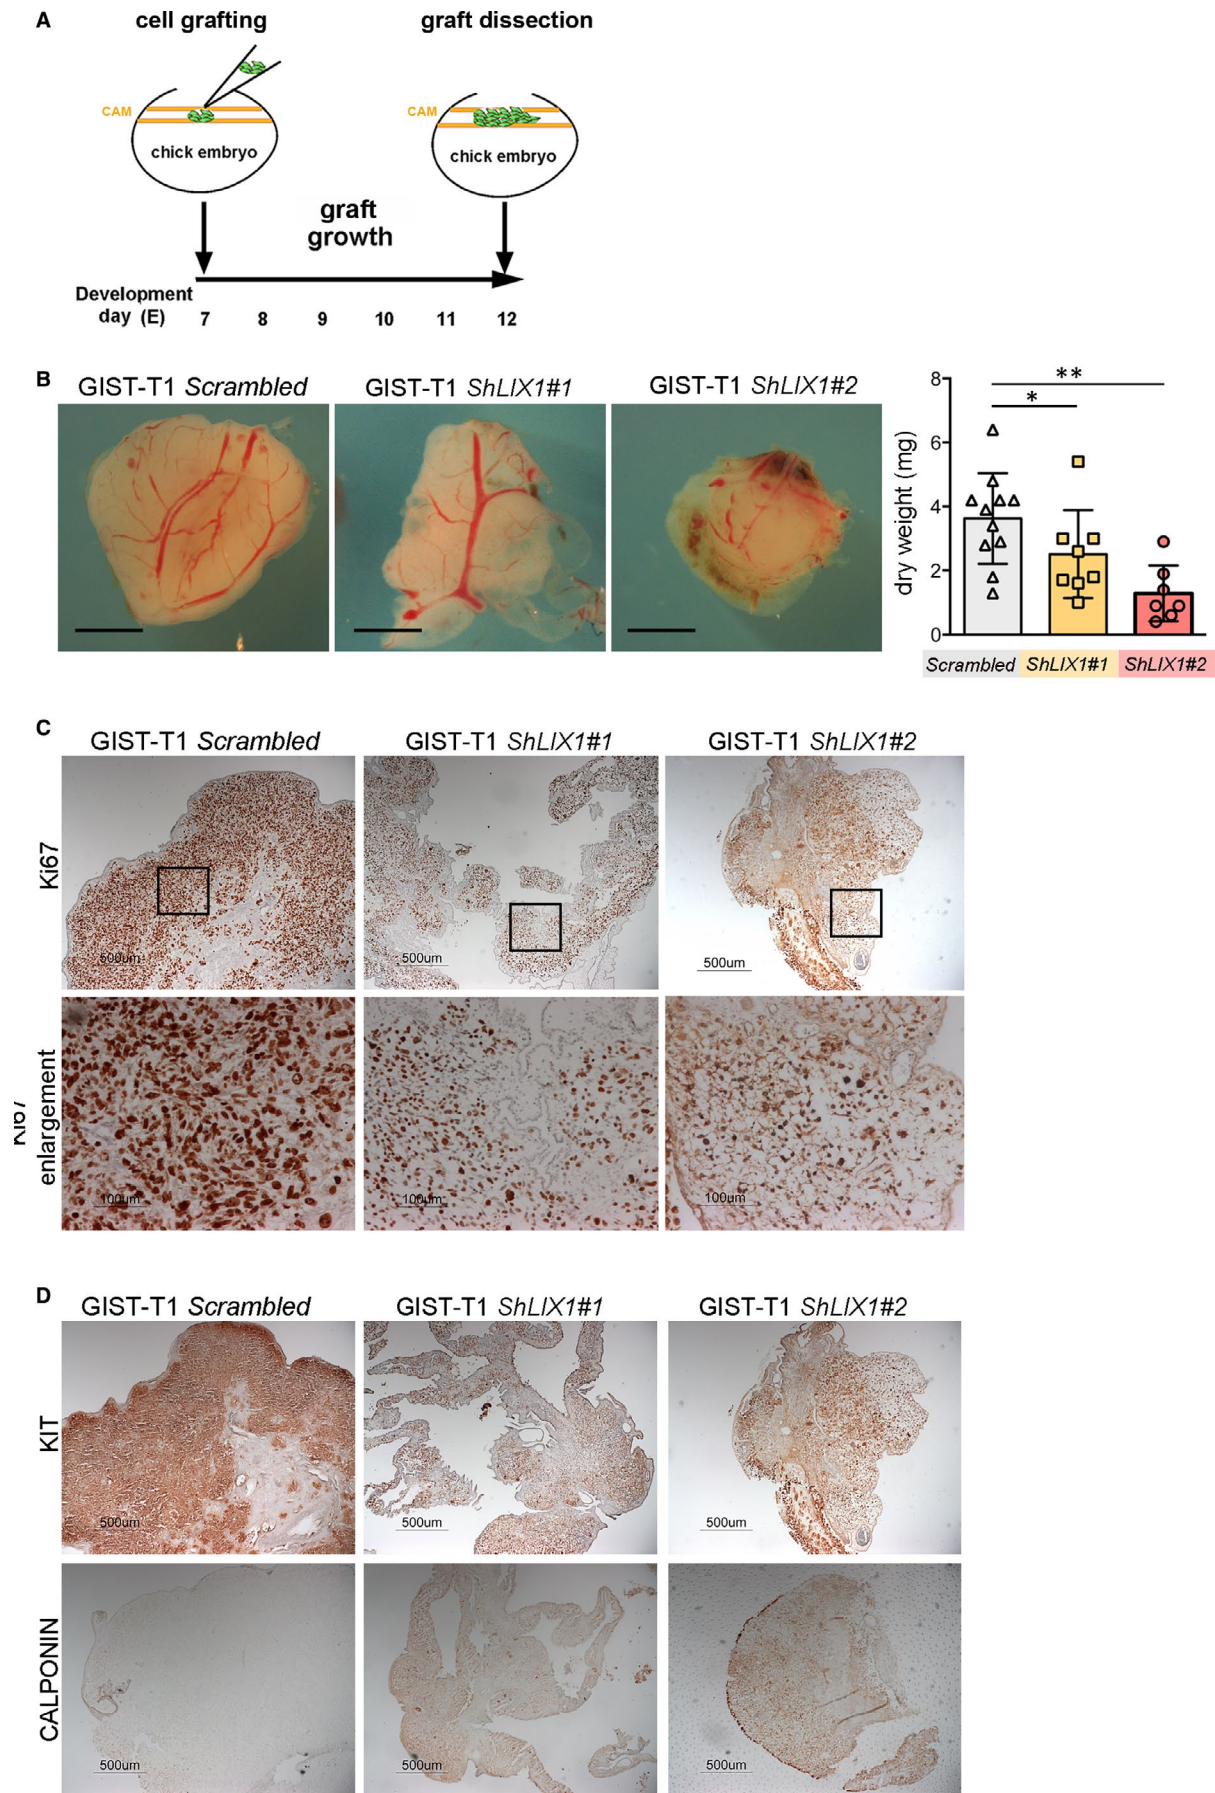 A
cell grafting
graft dissection
CAM
CAM
chick embryo
chick embryo
graft
growth
Development
day (E)
7 8 9 10 11 12
B
GIST-T1 Scrambled
GIST-T1 ShLIX1#1
GIST-T1 ShLIX1#2
dry weight (mg)
8
6
4
2
0
**
*
Scrambled
ShLIX1#1
ShLIX1#2
C
GIST-T1 Scrambled
GIST-T1 ShLIX1#1
GIST-T1 ShLIX1#2
Ki67
500um
500um
500um
Ki67
enlargement
100um
100um
100um
D
GIST-T1 Scrambled
GIST-T1 ShLIX1#1
GIST-T1 ShLIX1#2
KIT
500um
500um
500um
CALPONIN
500um
500um
500um